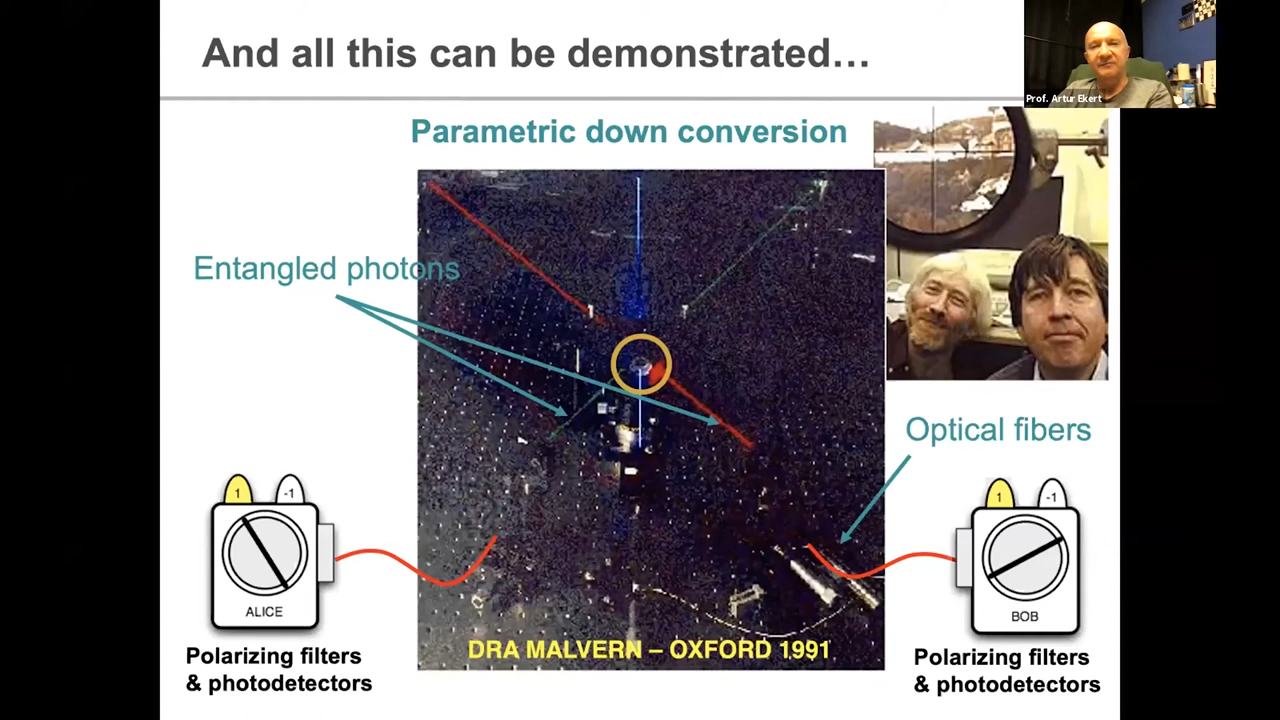 And all this can be demonstrated…
Prof. Artur Ekert
Parametric down conversion
Entangled photons
Optical fibers
1
-1
ALICE
1
-1
BOB
Polarizing filters
& photodetectors
DRA MALVERN – OXFORD 1991
Polarizing filters
& photodetectors